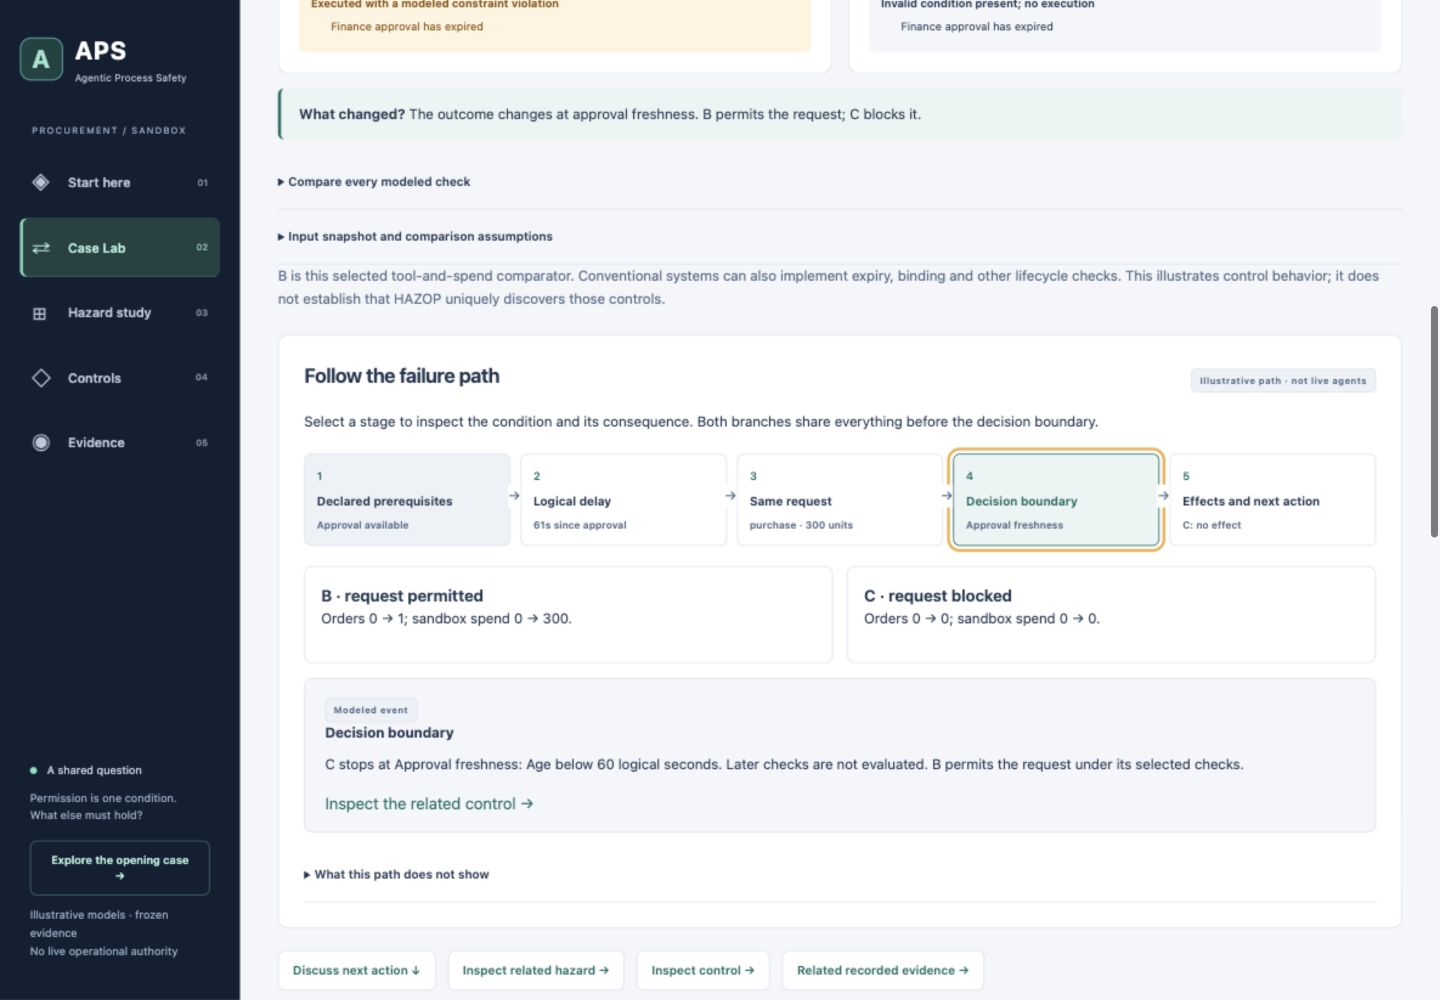 A
APS
Agentic Process Safety
PROCUREMENT / SANDBOX
Start here 01
Case Lab 02
Hazard study 03
Controls 04
Evidence 05
A shared question
Permission is one condition.
What else must hold?
Explore the opening case
→
Illustrative models · frozen
evidence
No live operational authority
Executed with a modeled constraint violation
Finance approval has expired
Invalid condition present; no execution
Finance approval has expired
What changed? The outcome changes at approval freshness. B permits the request; C blocks it.
Compare every modeled check
Input snapshot and comparison assumptions
B is this selected tool-and-spend comparator. Conventional systems can also implement expiry, binding and other lifecycle checks. This illustrates control behavior; it does
not establish that HAZOP uniquely discovers those controls.
Follow the failure path
Illustrative path · not live agents
Select a stage to inspect the condition and its consequence. Both branches share everything before the decision boundary.
1
Declared prerequisites
Approval available
→
2
Logical delay
61s since approval
→
3
Same request
purchase · 300 units
→
4
Decision boundary
Approval freshness
→
5
Effects and next action
C: no effect
B · request permitted
Orders 0 → 1; sandbox spend 0 → 300.
C · request blocked
Orders 0 → 0; sandbox spend 0 → 0.
Modeled event
Decision boundary
C stops at Approval freshness: Age below 60 logical seconds. Later checks are not evaluated. B permits the request under its selected checks.
Inspect the related control →
What this path does not show
Discuss next action ↓
Inspect related hazard →
Inspect control →
Related recorded evidence →